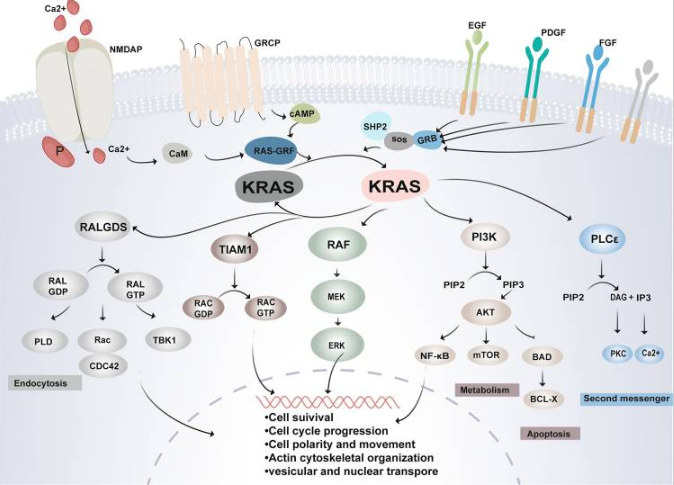 Ca2+
NMDAP
GRCP
EGF
PDGF
FGF
cAMP
SHP2
sos
GRB
P
Ca2+
CaM
RAS-GRF
KRAS
KRAS
RALGDS
TIAM1
RAF
PI3K
PLCε
RAL
GDP
RAL
GTP
RAC
GDP
RAC
GTP
MEK
PIP2
PIP3
PIP2
DAG + IP3
AKT
PLD
Rac
TBK1
CDC42
ERK
NF-κB
mTOR
BAD
PKC
Ca2+
Endocytosis
Metabolism
BCL-X
Second messenger
Apoptosis
•Cell suivival
•Cell cycle progression
•Cell polarity and movement
•Actin cytoskeletal organization
•vesicular and nuclear transpore